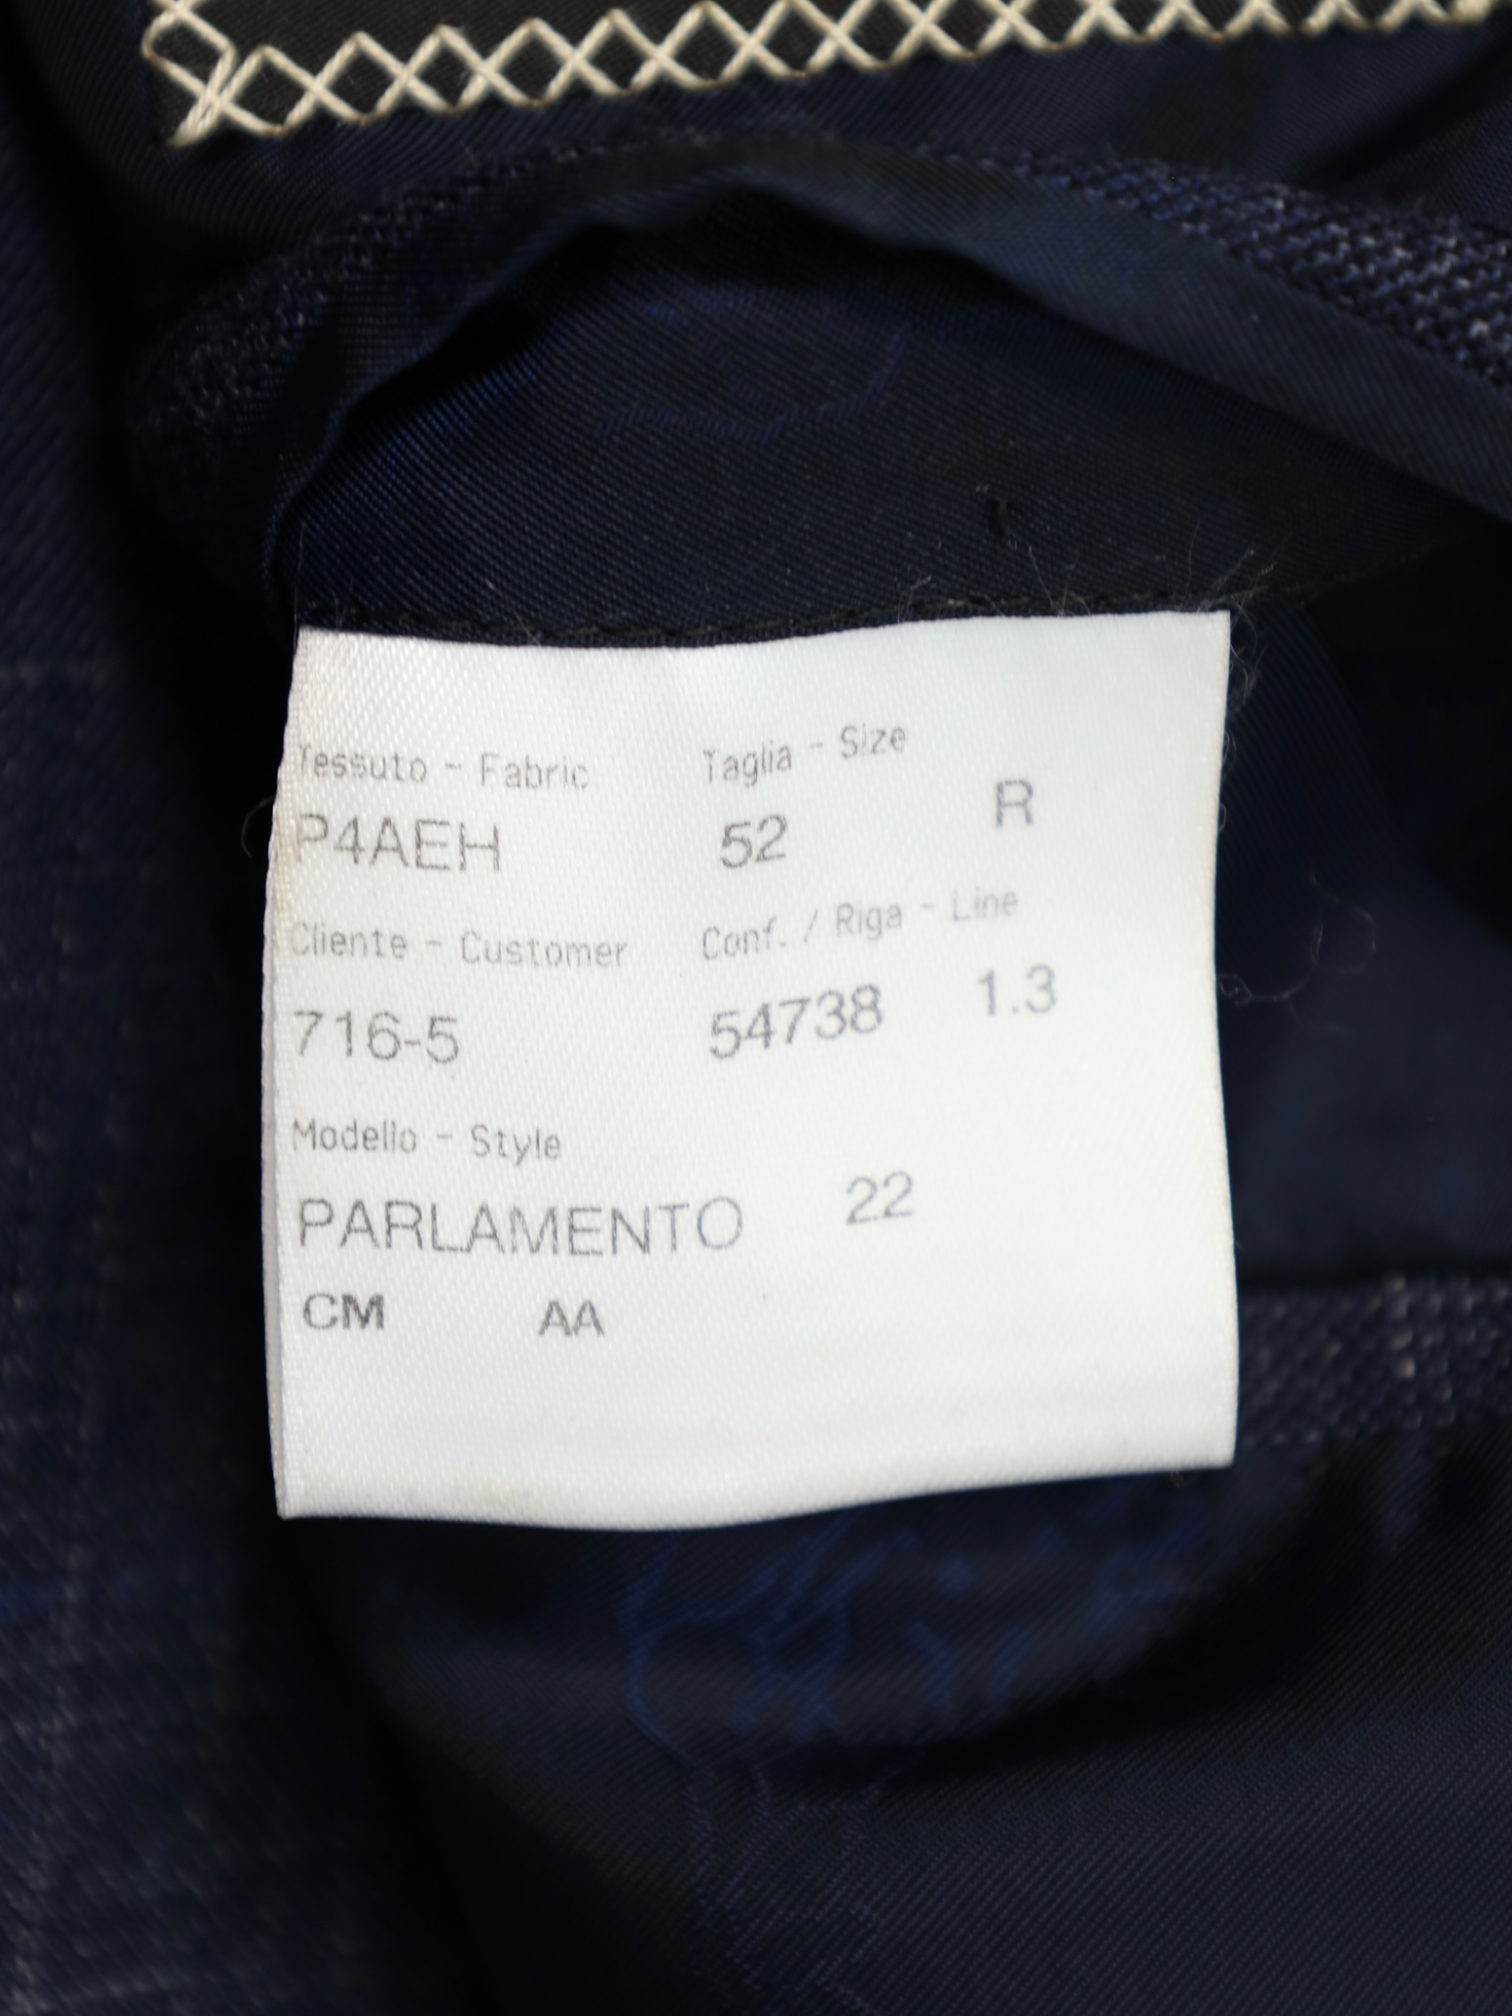 Tessuto - Fabric Taglia - Size
P4AEH 52 R
Cliente - Customer Conf. / Riga - Line
716-5 54738 1.3
Modello - Style
PARLAMENTO 22
CM AA